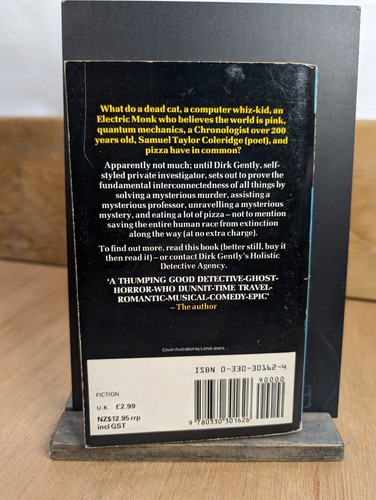 What do a dead cat, a computer whiz-kid, an
Electric Monk who believes the world is pink,
quantum mechanics, a Chronologist over 200
years old, Samuel Taylor Coleridge (poet), and
pizza have in common?
Apparently not much; until Dirk Gently, self-
styled private investigator, sets out to prove the
fundamental interconnectedness of all things by
solving a mysterious murder, assisting a
mysterious professor, unravelling a mysterious
mystery, and eating a lot of pizza – not to mention
saving the entire human race from extinction
along the way (at no extra charge).
To find out more, read this book (better still, buy it
then read it) – or contact Dirk Gently's Holistic
Detective Agency.
'A THUMPING GOOD DETECTIVE-GHOST-
HORROR-WHO DUNNIT-TIME TRAVEL-
ROMANTIC-MUSICAL-COMEDY-EPIC'
– The author
Cover illustration by Lionel Jeans
ISBN 0-330-30162-4
90000
FICTION
U.K. £2.99
NZ$12.95 rrp
incl GST
9 780330 301626